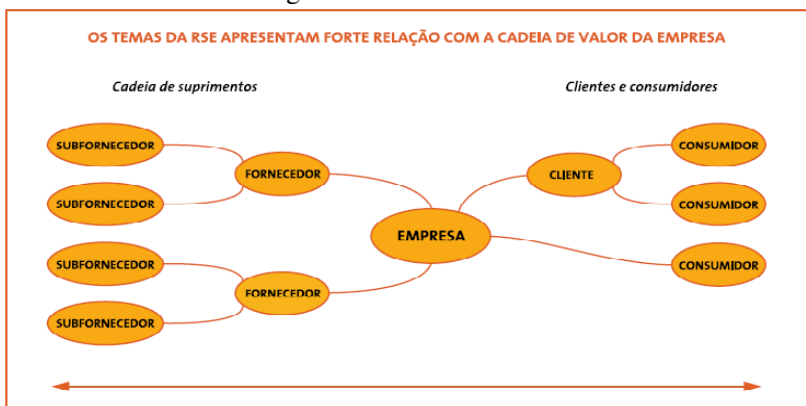 OS TEMAS DA RSE APRESENTAM FORTE RELAÇÃO COM A CADEIA DE VALOR DA EMPRESA
Cadeia de suprimentos
Clientes e consumidores
SUBFORNECEDOR
SUBFORNECEDOR
FORNECEDOR
SUBFORNECEDOR
SUBFORNECEDOR
FORNECEDOR
EMPRESA
CLIENTE
CONSUMIDOR
CONSUMIDOR
CONSUMIDOR